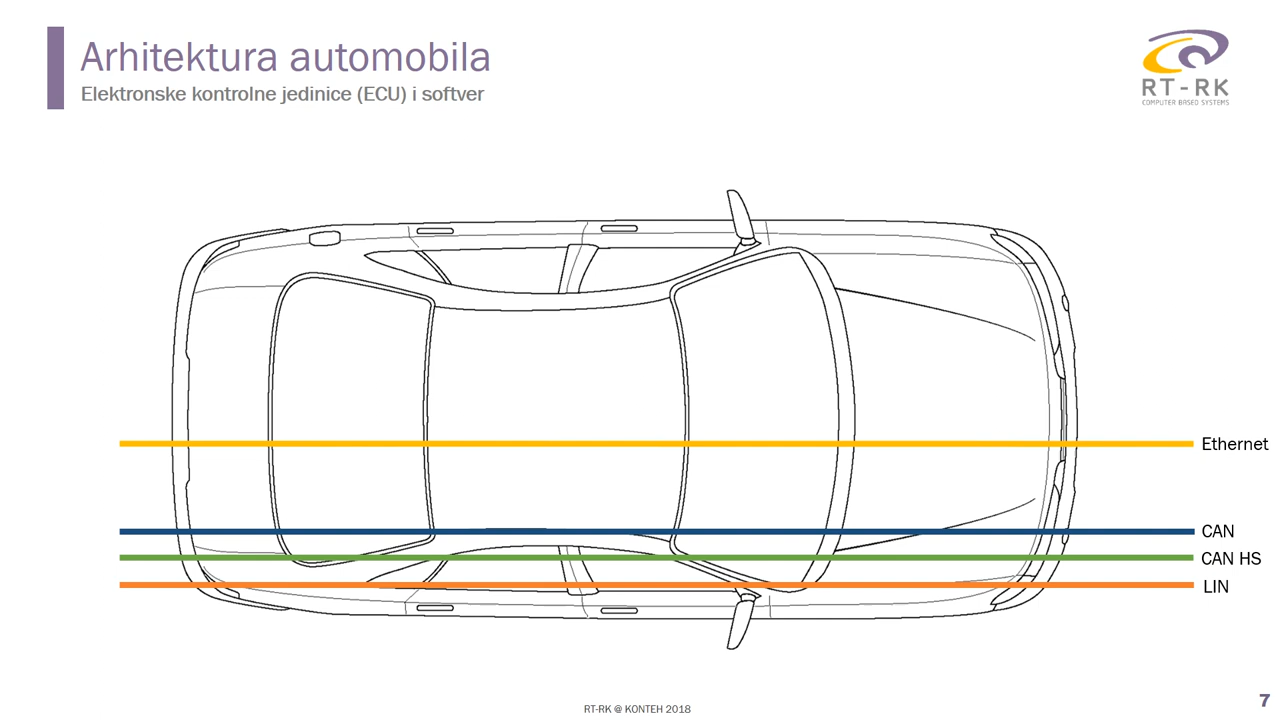 Arhitektura automobila
Elektronske kontrolne jedinice (ECU) i softver
RT-RK
COMPUTER BASED SYSTEMS
Ethernet
CAN
CAN HS
LIN
RT-RK @ KONTEH 2018
7